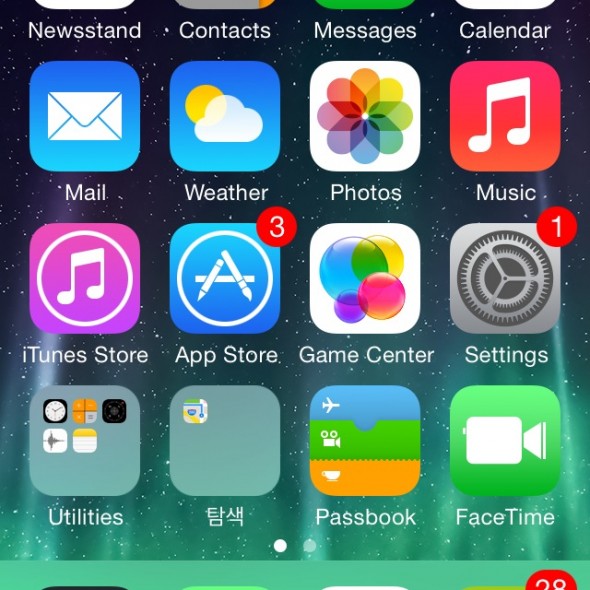 Newsstand Contacts Messages Calendar
Mail Weather Photos Music
3 1
iTunes Store App Store Game Center Settings
Utilities 탐색 Passbook FaceTime
28